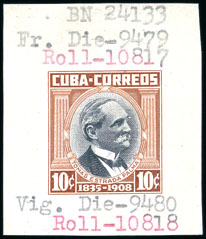 BN 24133
Fr. Die-9479
Roll-10817
CUBA·CORREOS
TOMAS ESTRADA PALMA
10¢ 1835-1908 10¢
Vig. Die-9480
Roll-10818